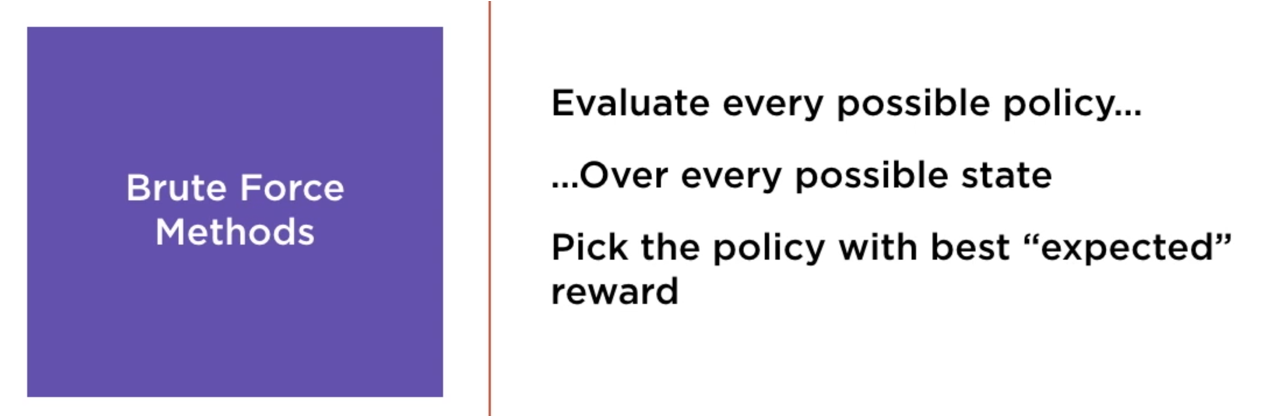 Brute Force
Methods
Evaluate every possible policy...
...Over every possible state
Pick the policy with best “expected”
reward